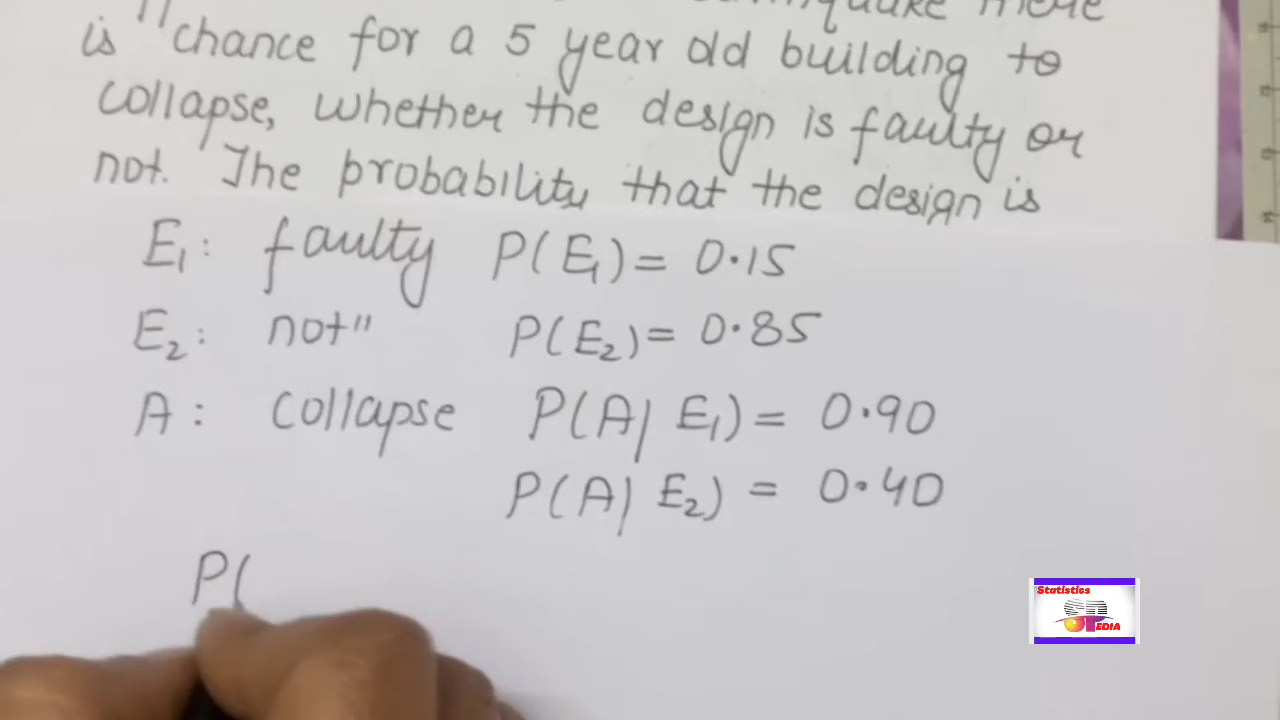 is "chance for a 5 year old building to
collapse, whether the design is faulty or
not. The probability that the design is
E₁: faulty P(E₁) = 0.15
E₂: not " P(E₂) = 0.85
A: collapse P(A| E₁) = 0.90
P(A| E₂) = 0.40
P(
Statistics
PEDIA